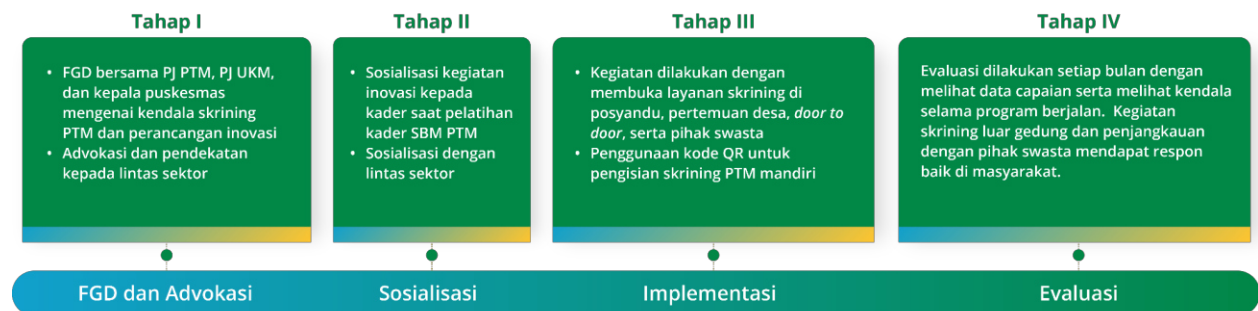 Tahap I
• FGD bersama PJ PTM, PJ UKM,
dan kepala puskesmas
mengenai kendala skrining
PTM dan perancangan inovasi
• Advokasi dan pendekatan
kepada lintas sektor
Tahap II
• Sosialisasi kegiatan
inovasi kepada
kader saat pelatihan
kader SBM PTM
• Sosialisasi dengan
lintas sektor
Tahap III
• Kegiatan dilakukan dengan
membuka layanan skrining di
posyandu, pertemuan desa, door to
door, serta pihak swasta
• Penggunaan kode QR untuk
pengisian skrining PTM mandiri
Tahap IV
Evaluasi dilakukan setiap bulan dengan
melihat data capaian serta melihat kendala
selama program berjalan. Kegiatan
skrining luar gedung dan penjangkauan
dengan pihak swasta mendapat respon
baik di masyarakat.
FGD dan Advokasi
Sosialisasi
Implementasi
Evaluasi